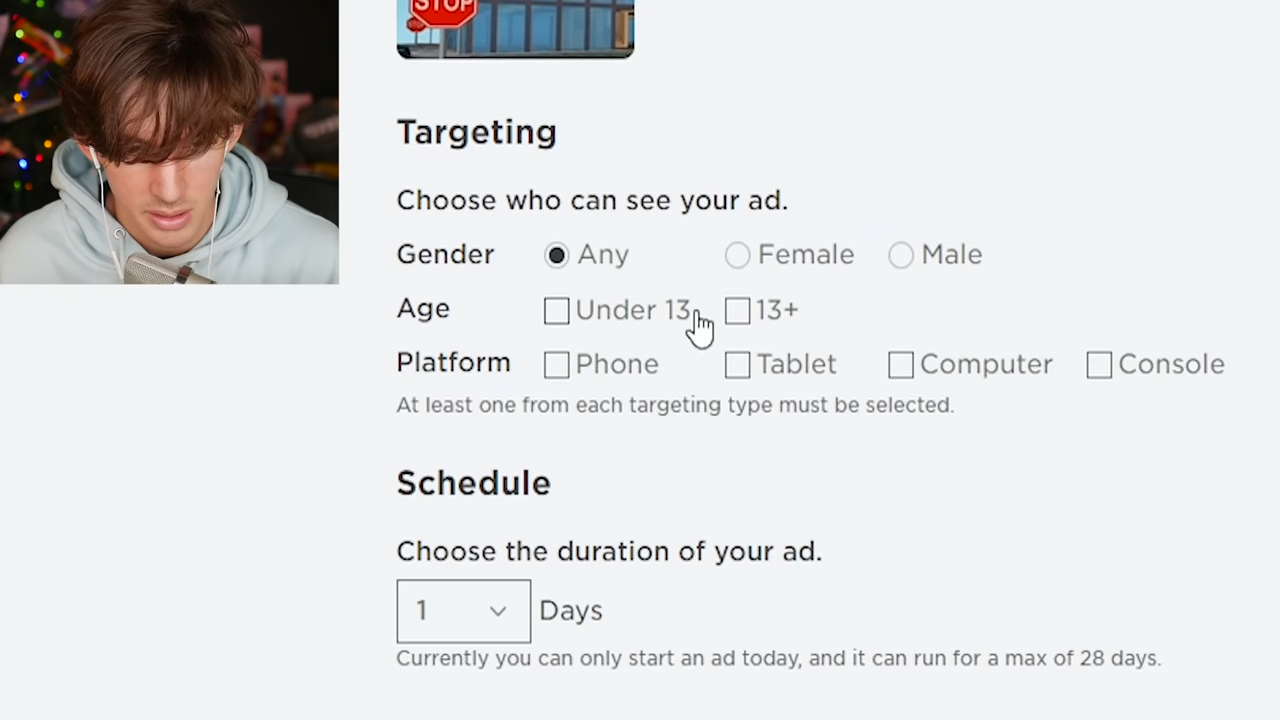 STOP
Targeting
Choose who can see your ad.
Gender Any Female Male
Age Under 13 13+
Platform Phone Tablet Computer Console
At least one from each targeting type must be selected.
Schedule
Choose the duration of your ad.
1 Days
Currently you can only start an ad today, and it can run for a max of 28 days.